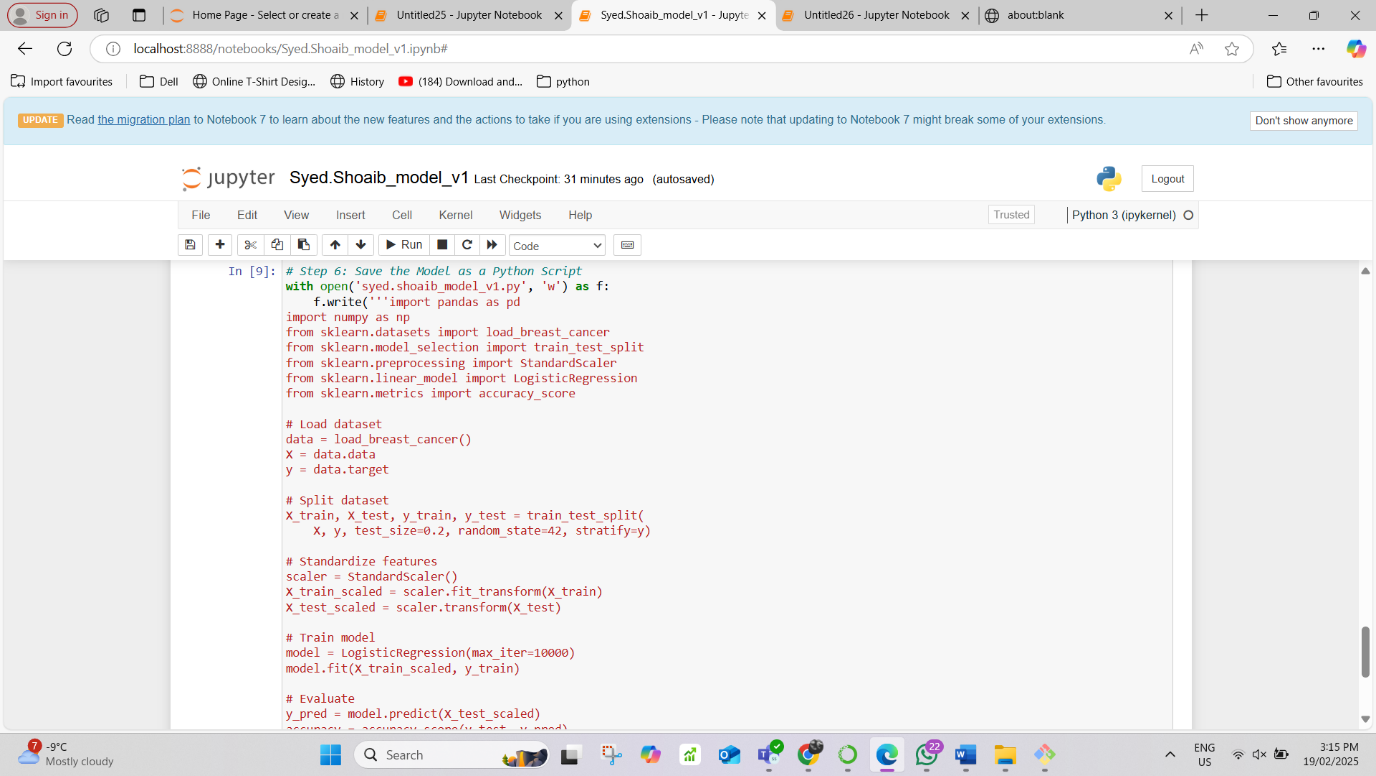 Sign in
Home Page - Select or create a
Untitled25 - Jupyter Notebook
Syed.Shoaib_model_v1 - Jupyte
Untitled26 - Jupyter Notebook
about:blank
localhost:8888/notebooks/Syed.Shoaib_model_v1.ipynb#
Import favourites
Dell
Online T-Shirt Desig...
History
(184) Download and...
python
Other favourites
UPDATE Read the migration plan to Notebook 7 to learn about the new features and the actions to take if you are using extensions - Please note that updating to Notebook 7 might break some of your extensions.
Don't show anymore
jupyter Syed.Shoaib_model_v1 Last Checkpoint: 31 minutes ago (autosaved)
Logout
File Edit View Insert Cell Kernel Widgets Help
Trusted
Python 3 (ipykernel)
Run
Code
In [9]: # Step 6: Save the Model as a Python Script
with open('syed.shoaib_model_v1.py', 'w') as f:
    f.write('''import pandas as pd
import numpy as np
from sklearn.datasets import load_breast_cancer
from sklearn.model_selection import train_test_split
from sklearn.preprocessing import StandardScaler
from sklearn.linear_model import LogisticRegression
from sklearn.metrics import accuracy_score
# Load dataset
data = load_breast_cancer()
X = data.data
y = data.target
# Split dataset
X_train, X_test, y_train, y_test = train_test_split(
    X, y, test_size=0.2, random_state=42, stratify=y)
# Standardize features
scaler = StandardScaler()
X_train_scaled = scaler.fit_transform(X_train)
X_test_scaled = scaler.transform(X_test)
# Train model
model = LogisticRegression(max_iter=10000)
model.fit(X_train_scaled, y_train)
# Evaluate
y_pred = model.predict(X_test_scaled)
accuracy = accuracy_score(y_test, y_pred)
7
-9°C
Mostly cloudy
Search
22
ENG
US
3:15 PM
19/02/2025